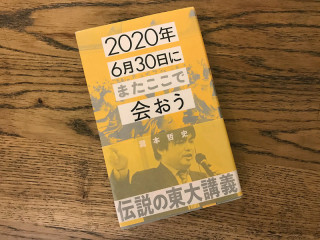 2020年
6月30日に
またここで
会おう
瀧本哲史
伝説の東大講義